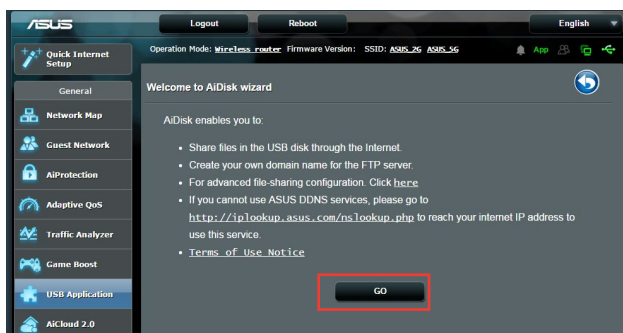 ASUS
Logout
Reboot
English
Quick Internet
Setup
Operation Mode: Wireless router Firmware Version: SSID: ASUS_2G ASUS_5G
App
General
Welcome to AiDisk wizard
Network Map
AiDisk enables you to:
Guest Network
• Share files in the USB disk through the Internet.
• Create your own domain name for the FTP server.
AiProtection
• For advanced file-sharing configuration. Click here
• If you cannot use ASUS DDNS services, please go to
Adaptive QoS
http://iplookup.asus.com/nslookup.php to reach your internet IP address to
use this service.
Traffic Analyzer
• Terms of Use Notice
Game Boost
GO
USB Application
AiCloud 2.0